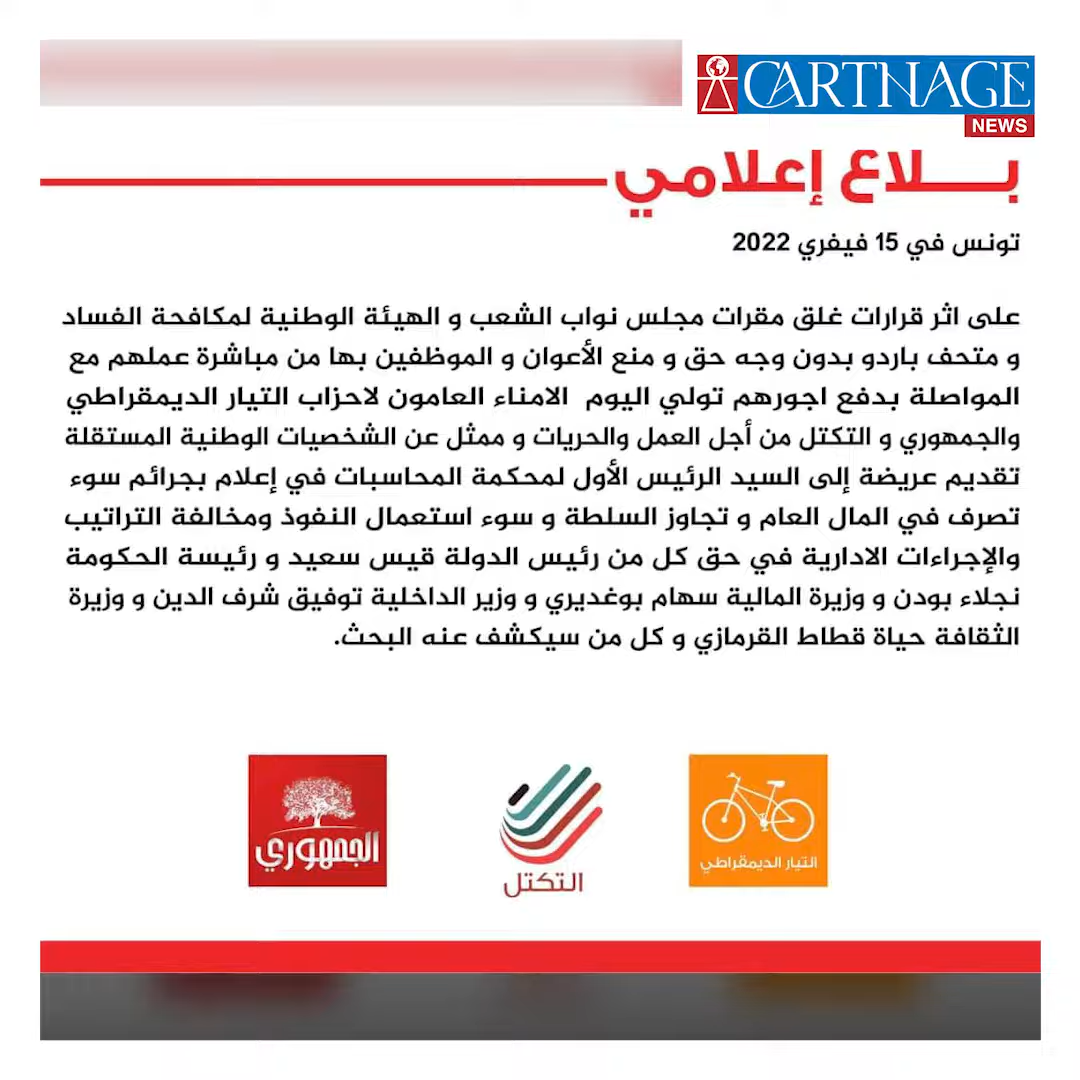 CARTHAGE
NEWS
بـــلاغ إعلامي
تونس في 15 فيفري 2022
على اثر قرارات غلق مقرات مجلس نواب الشعب و الهيئة الوطنية لمكافحة الفساد
و متحف باردو بدون وجه حق و منع الأعوان و الموظفين بها من مباشرة عملهم مع
المواصلة بدفع اجورهم تولي اليوم الامناء العامون لاحزاب التيار الديمقراطي
والجمهوري و التكتل من أجل العمل والحريات و ممثل عن الشخصيات الوطنية المستقلة
تقديم عريضة إلى السيد الرئيس الأول لمحكمة المحاسبات في إعلام بجرائم سوء
تصرف في المال العام و تجاوز السلطة و سوء استعمال النفوذ ومخالفة التراتيب
والإجراءات الادارية في حق كل من رئيس الدولة قيس سعيد و رئيسة الحكومة
نجلاء بودن و وزيرة المالية سهام بوغديري و وزير الداخلية توفيق شرف الدين و وزيرة
الثقافة حياة قطاط القرمازي و كل من سيكشف عنه البحث.
التيار الديمقراطي
التكتل
الجمهوري